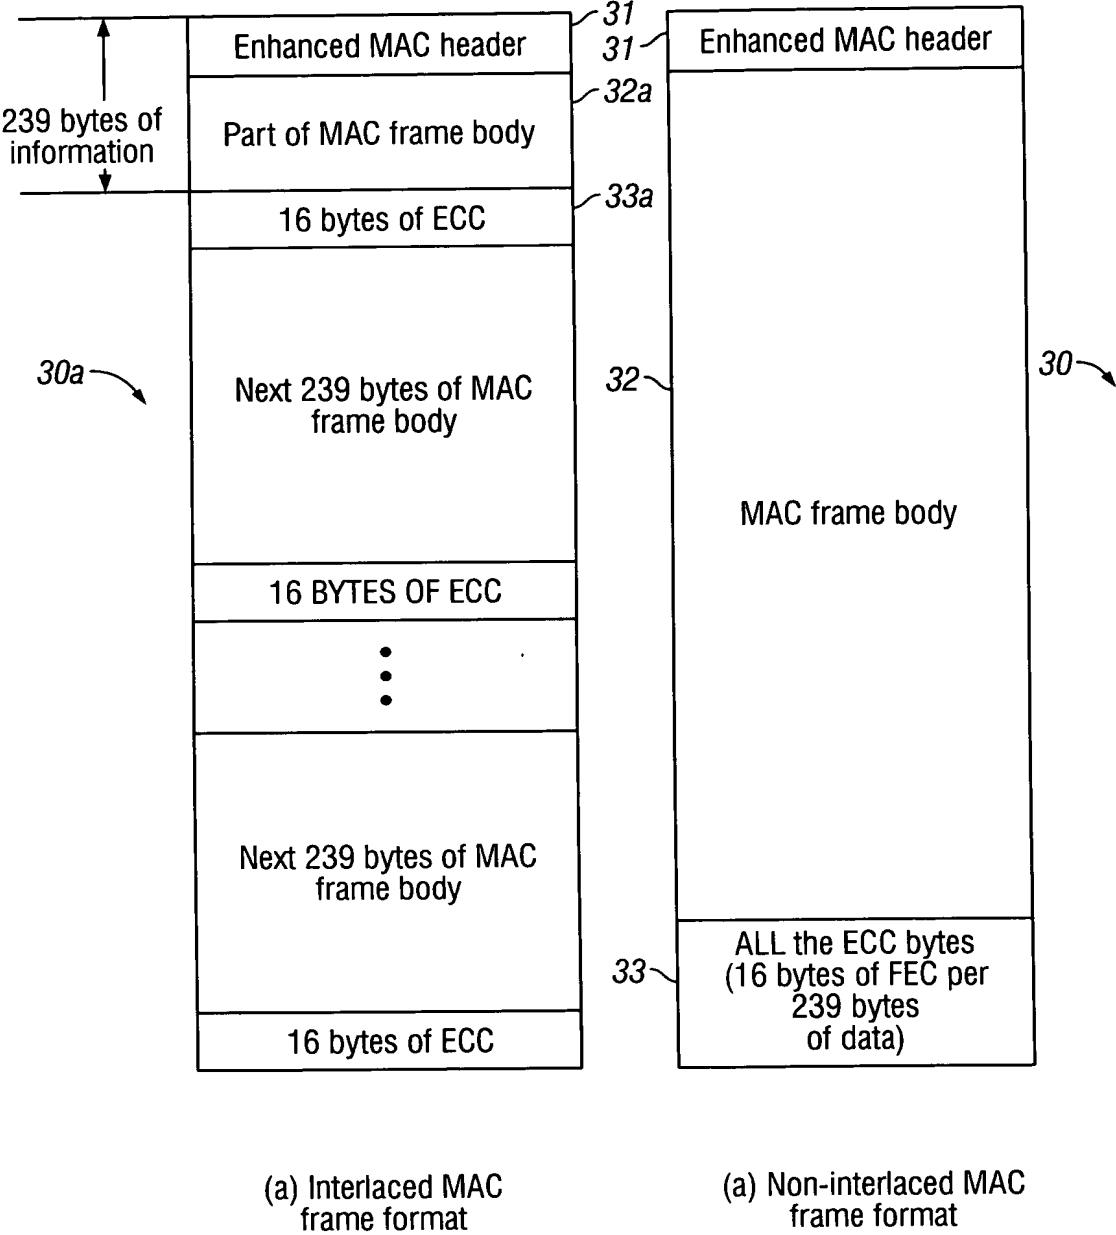 Enhanced MAC header
31
239 bytes of
information
Part of MAC frame body
32a
16 bytes of ECC
33a
30a
Next 239 bytes of MAC
frame body
16 BYTES OF ECC
Next 239 bytes of MAC
frame body
16 bytes of ECC
(a) Interlaced MAC
frame format
31
Enhanced MAC header
32
30
MAC frame body
33
ALL the ECC bytes
(16 bytes of FEC per
239 bytes
of data)
(a) Non-interlaced MAC
frame format